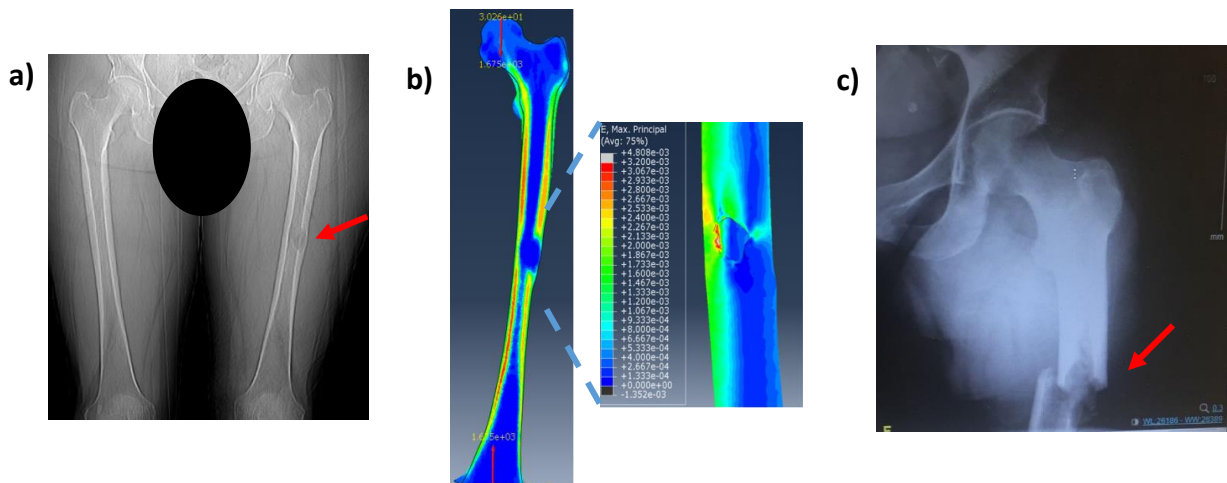 a)
b)
c)
3.026e+01
1.675e+03
E, Max. Principal
(Avg: 75%)
+4.808e-03
+3.200e-03
+3.067e-03
+2.933e-03
+2.800e-03
+2.667e-03
+2.533e-03
+2.400e-03
+2.267e-03
+2.133e-03
+2.000e-03
+1.867e-03
+1.733e-03
+1.600e-03
+1.467e-03
+1.333e-03
+1.200e-03
+1.067e-03
+9.333e-04
+8.000e-04
+6.667e-04
+5.333e-04
+4.000e-04
+2.667e-04
+1.333e-04
+0.000e+00
-1.352e-03
100
mm